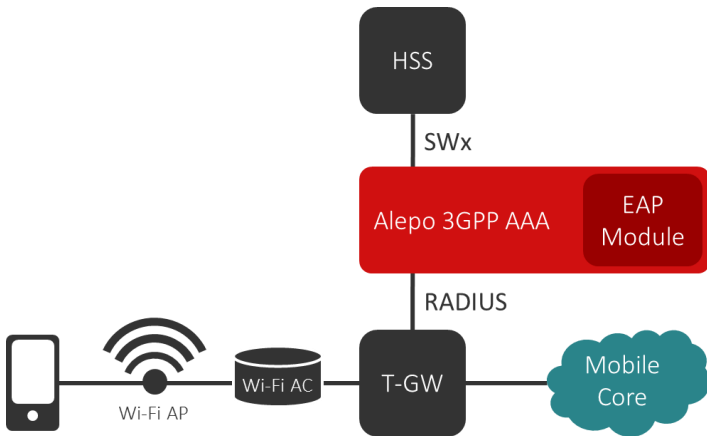 HSS
SWx
Alepo 3GPP AAA
EAP
Module
RADIUS
Wi-Fi AP
Wi-Fi AC
T-GW
Mobile
Core